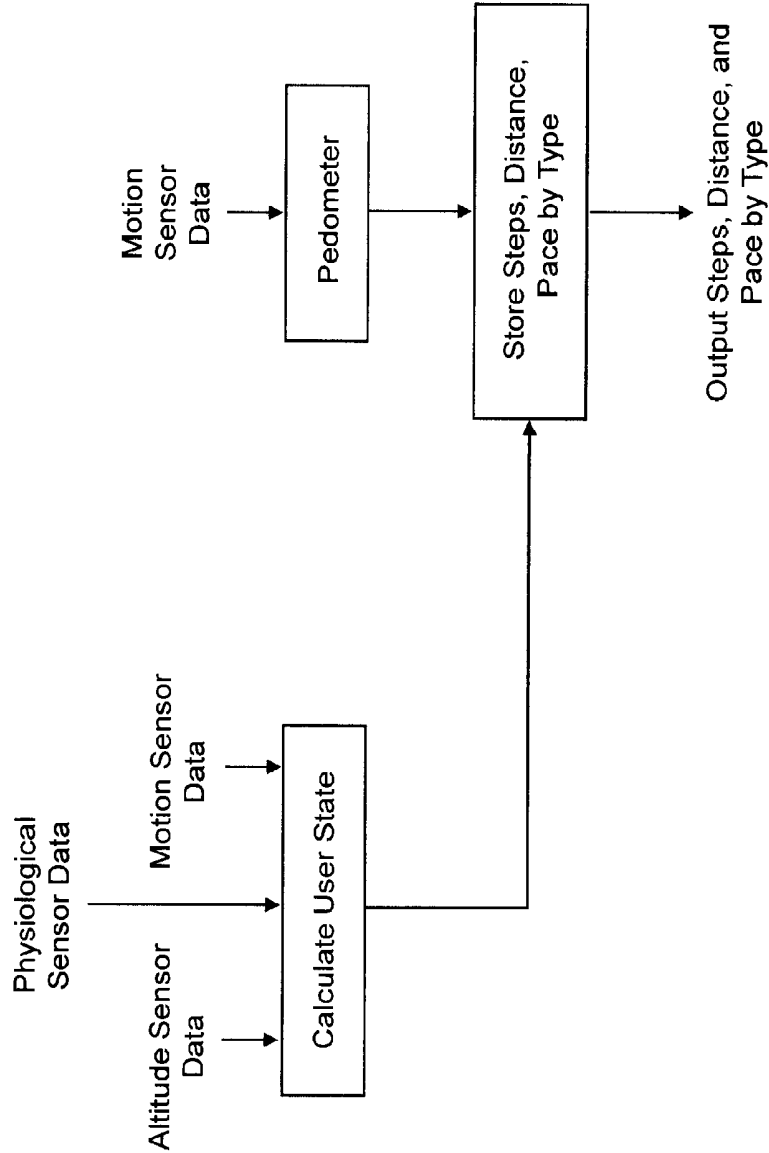 Physiological
Sensor Data
Altitude Sensor
Data
Motion Sensor
Data
Calculate User State
Motion
Sensor
Data
Pedometer
Store Steps, Distance,
Pace by Type
Output Steps, Distance, and
Pace by Type